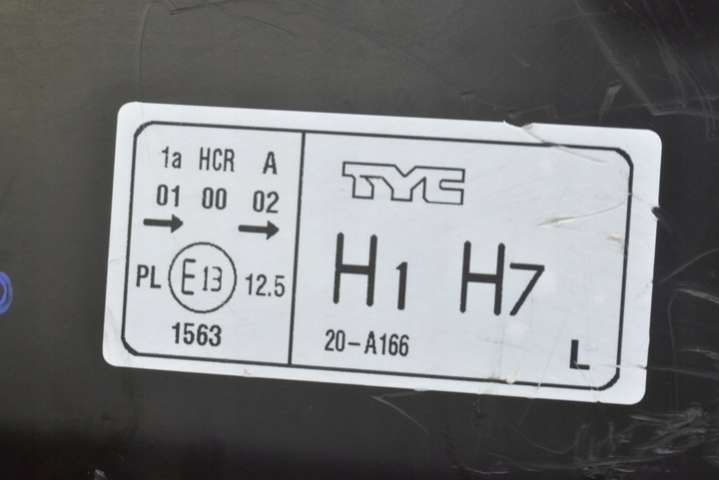 1a HCR A
01 00 02
→ →
PL E13 12.5
1563
TYC
H1 H7
20-A166
L